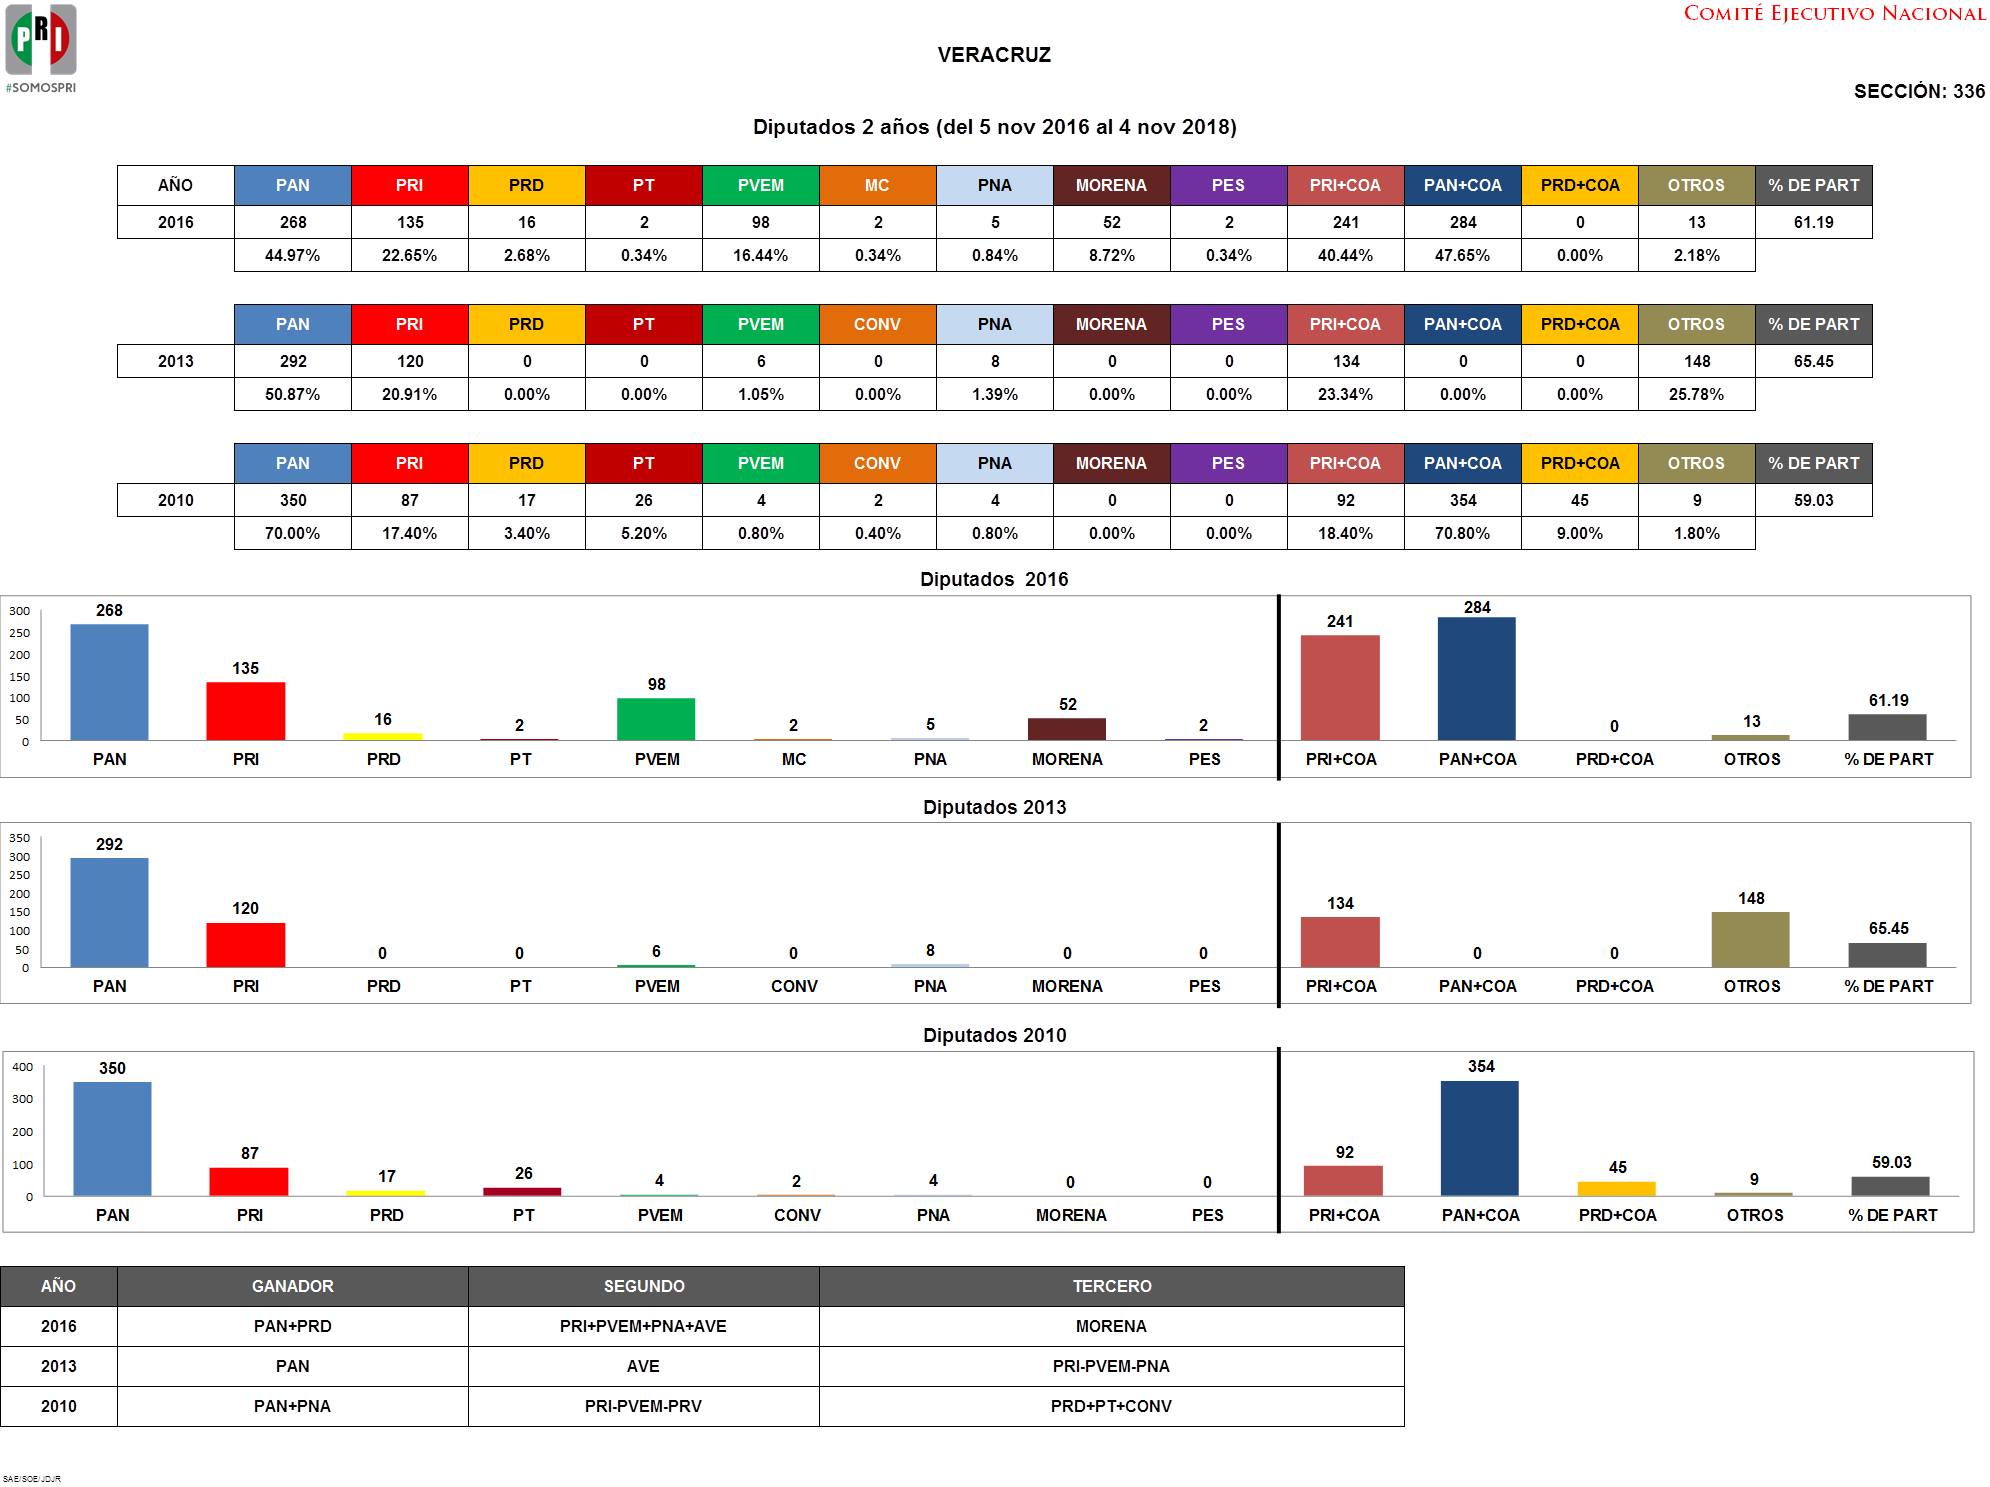 PRI
#SOMOSPRI
COMITÉ EJECUTIVO NACIONAL
VERACRUZ
SECCIÓN: 336
Diputados 2 años (del 5 nov 2016 al 4 nov 2018)
AÑO PAN PRI PRD PT PVEM MC PNA MORENA PES PRI+COA PAN+COA PRD+COA OTROS % DE PART
2016 268 135 16 2 98 2 5 52 2 241 284 0 13 61.19
44.97% 22.65% 2.68% 0.34% 16.44% 0.34% 0.84% 8.72% 0.34% 40.44% 47.65% 0.00% 2.18%
PAN PRI PRD PT PVEM CONV PNA MORENA PES PRI+COA PAN+COA PRD+COA OTROS % DE PART
2013 292 120 0 0 6 0 8 0 0 134 0 0 148 65.45
50.87% 20.91% 0.00% 0.00% 1.05% 0.00% 1.39% 0.00% 0.00% 23.34% 0.00% 0.00% 25.78%
PAN PRI PRD PT PVEM CONV PNA MORENA PES PRI+COA PAN+COA PRD+COA OTROS % DE PART
2010 350 87 17 26 4 2 4 0 0 92 354 45 9 59.03
70.00% 17.40% 3.40% 5.20% 0.80% 0.40% 0.80% 0.00% 0.00% 18.40% 70.80% 9.00% 1.80%
Diputados 2016
300
250
200
150
100
50
0
268 135 16 2 98 2 5 52 2 241 284 0 13 61.19
PAN PRI PRD PT PVEM MC PNA MORENA PES PRI+COA PAN+COA PRD+COA OTROS % DE PART
Diputados 2013
350
300
250
200
150
100
50
0
292 120 0 0 6 0 8 0 0 134 0 0 148 65.45
PAN PRI PRD PT PVEM CONV PNA MORENA PES PRI+COA PAN+COA PRD+COA OTROS % DE PART
Diputados 2010
400
300
200
100
0
350 87 17 26 4 2 4 0 0 92 354 45 9 59.03
PAN PRI PRD PT PVEM CONV PNA MORENA PES PRI+COA PAN+COA PRD+COA OTROS % DE PART
AÑO GANADOR SEGUNDO TERCERO
2016 PAN+PRD PRI+PVEM+PNA+AVE MORENA
2013 PAN AVE PRI-PVEM-PNA
2010 PAN+PNA PRI-PVEM-PRV PRD+PT+CONV
SAE/SOE/JDJR